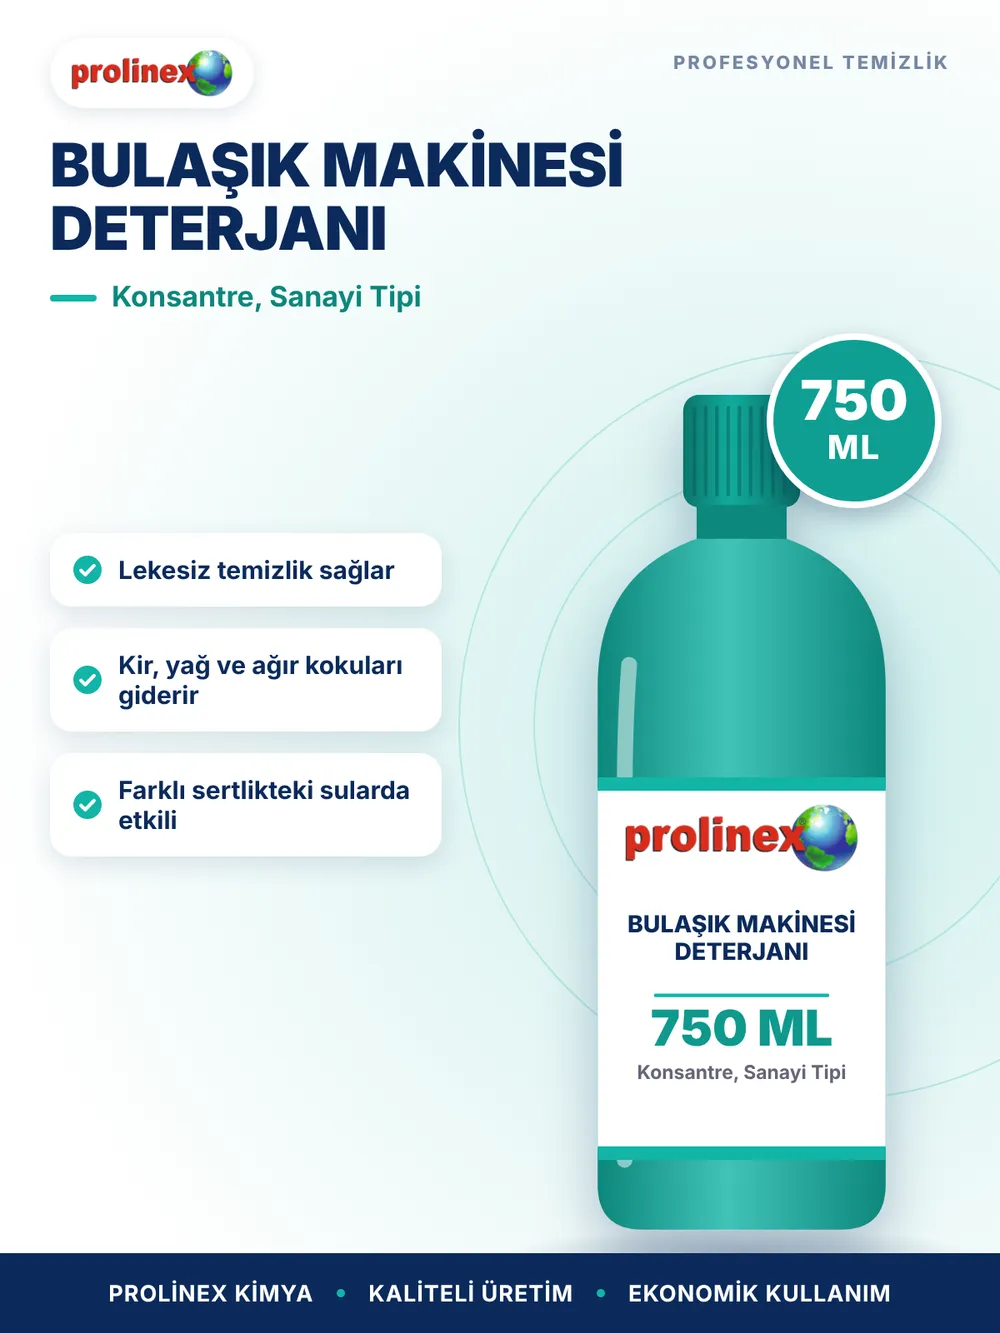 prolinex
PROFESYONEL TEMİZLİK
BULAŞIK MAKİNESİ
DETERJANI
Konsantre, Sanayi Tipi
750
ML
Lekesiz temizlik sağlar
Kir, yağ ve ağır kokuları
giderir
Farklı sertlikteki sularda
etkili
prolinex
BULAŞIK MAKİNESİ
DETERJANI
750 ML
Konsantre, Sanayi Tipi
PROLİNEX KİMYA • KALİTELİ ÜRETİM • EKONOMİK KULLANIM